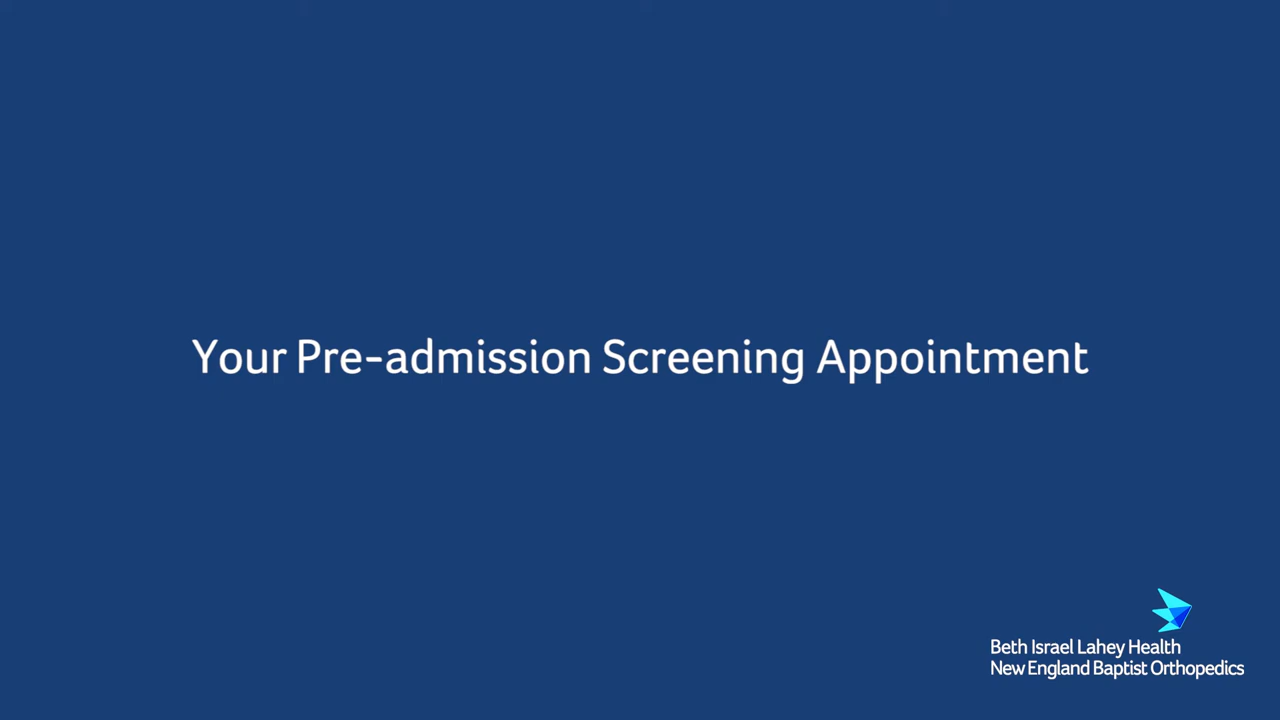 Your Pre-admission Screening Appointment
Beth Israel Lahey Health
New England Baptist Orthopedics